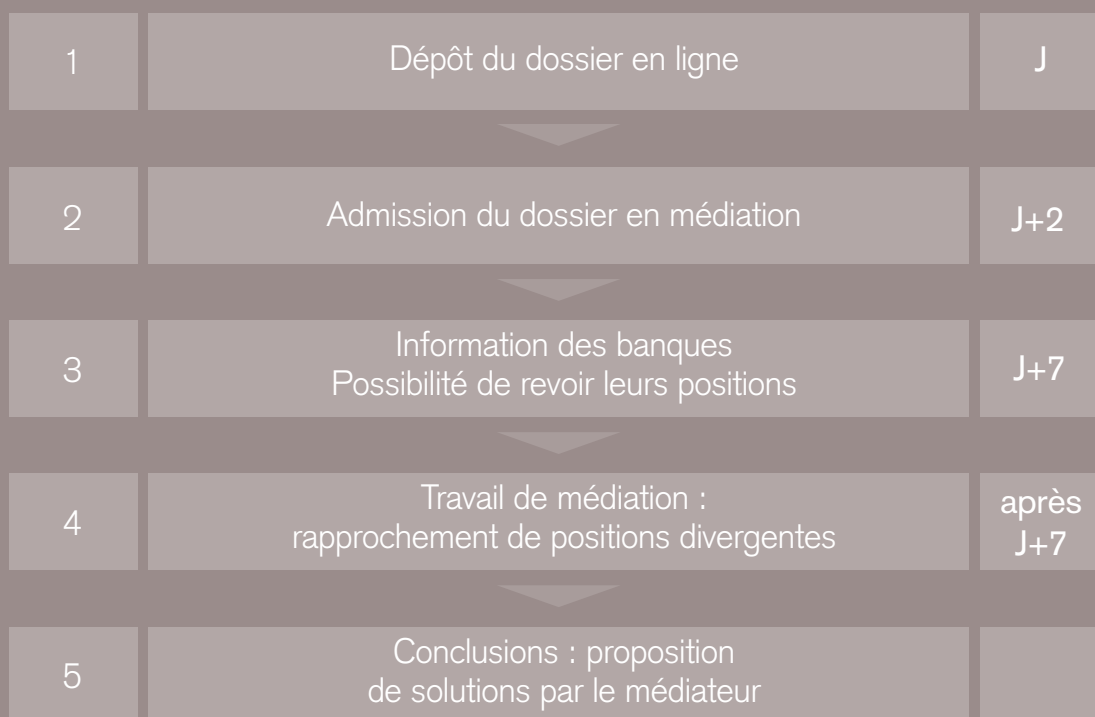 1
Dépôt du dossier en ligne
J
2
Admission du dossier en médiation
J+2
3
Information des banques
Possibilité de revoir leurs positions
J+7
4
Travail de médiation :
rapprochement de positions divergentes
après
J+7
5
Conclusions : proposition
de solutions par le médiateur